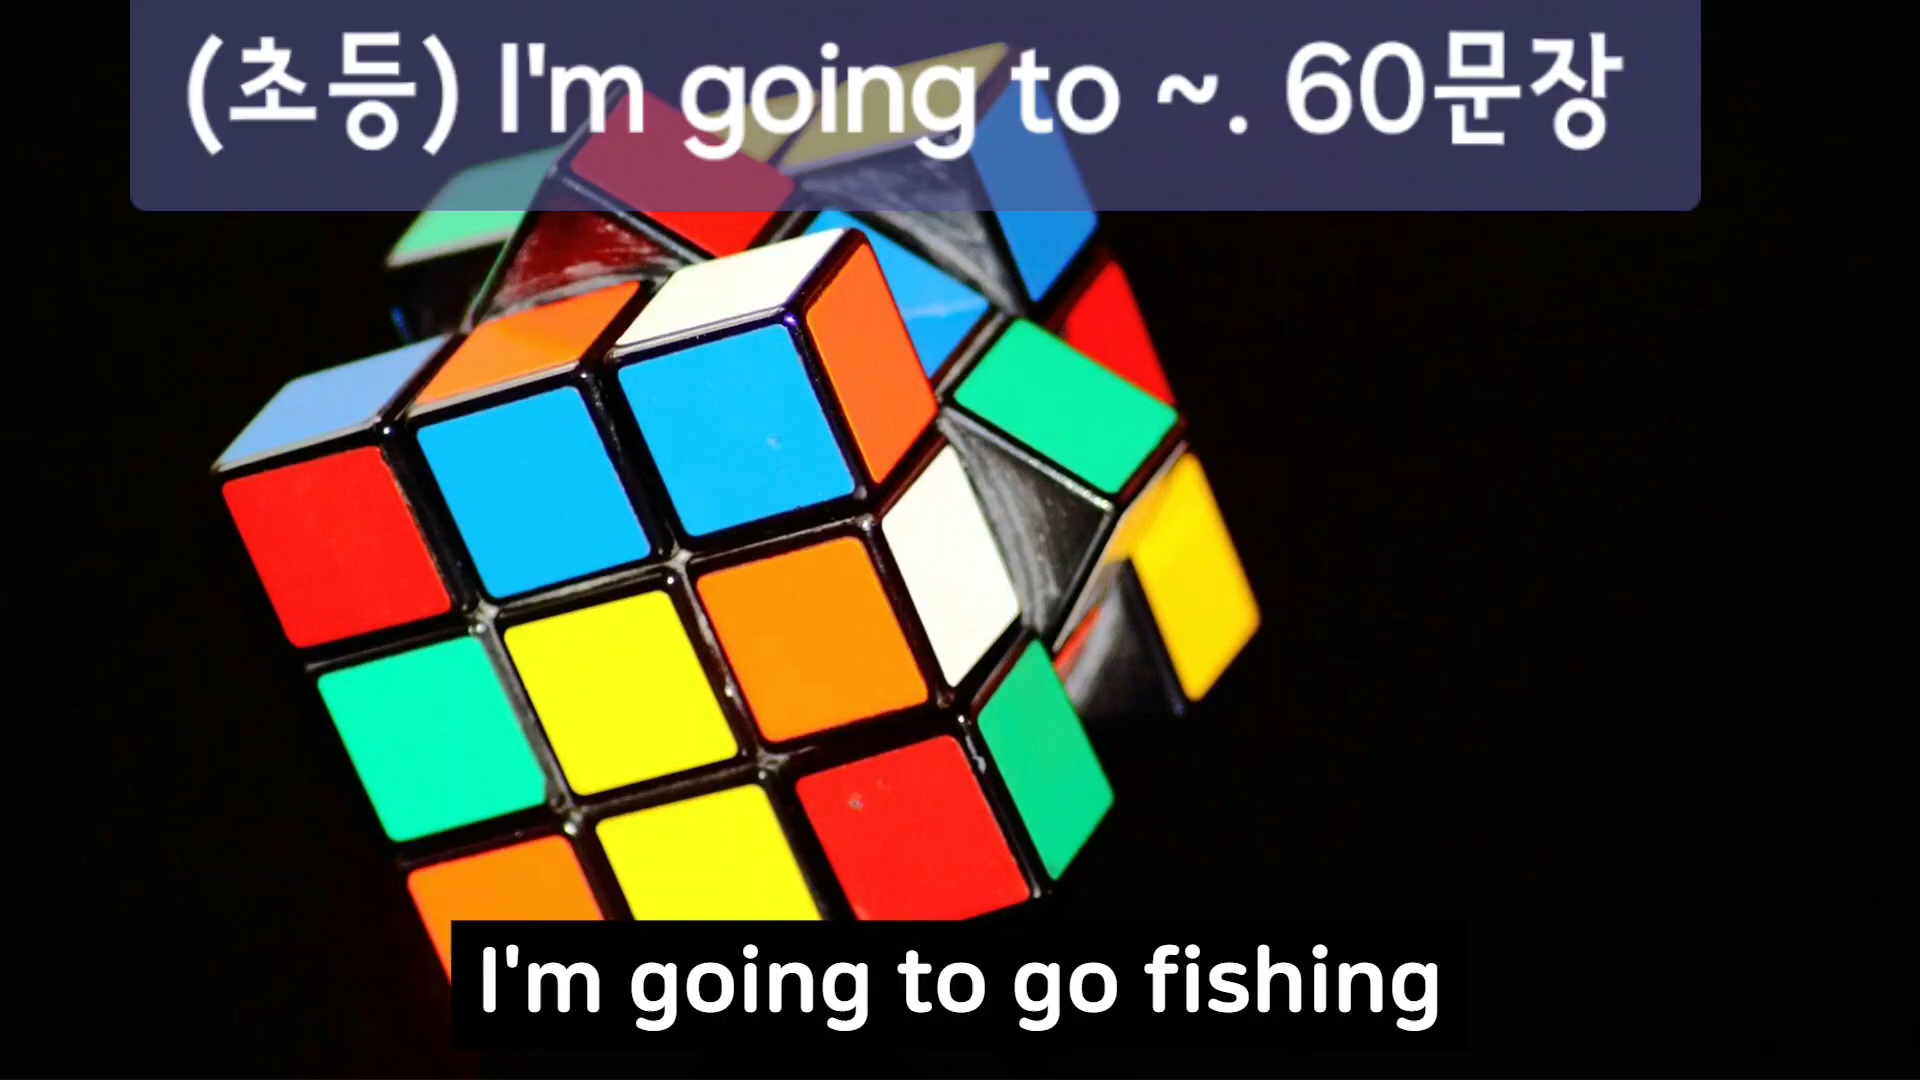 (초등) I'm going to ~. 60문장
I'm going to go fishing